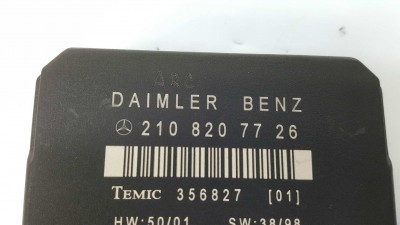 DAIMLER BENZ
210 820 77 26
TEMIC 356827 [01]
HW:50/01 SW:38/98